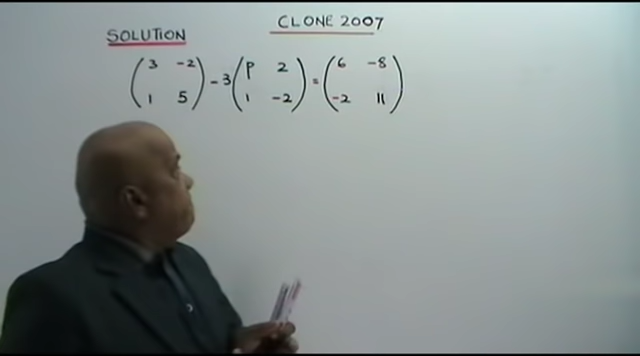 CLONE 2007
SOLUTION
(3 -2) - 3 (p 2) = (6 -8)
(1 5) (1 -2) (-2 11)